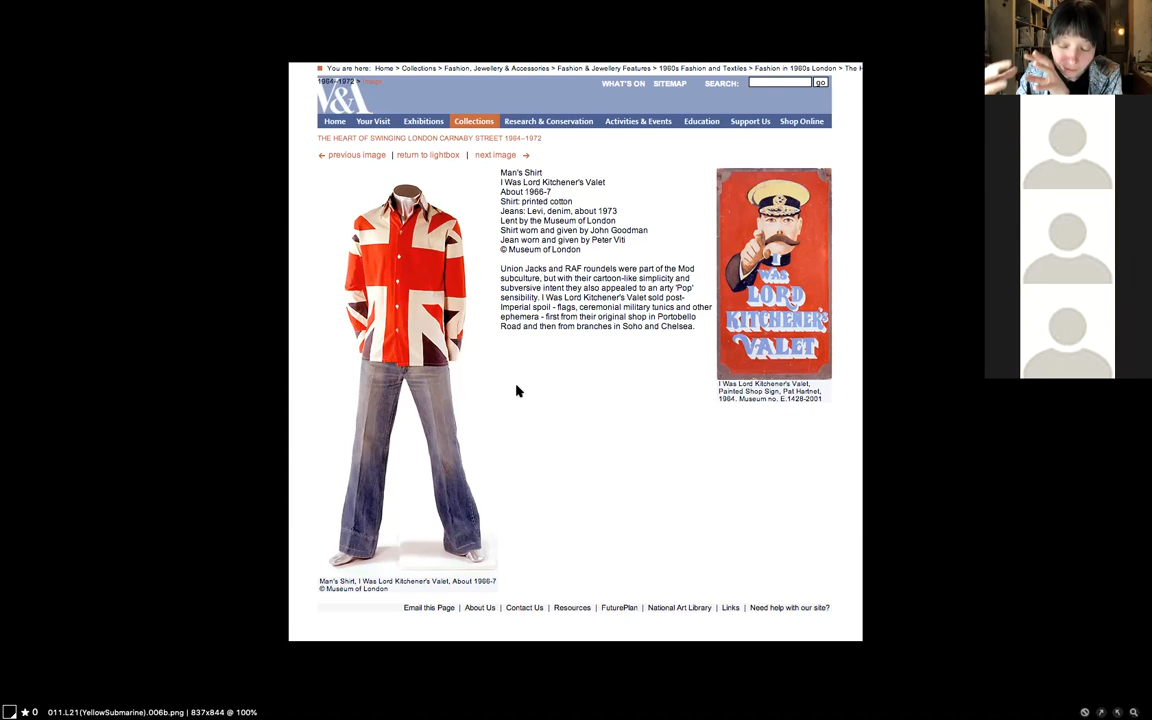 You are here: Home > Collections > Fashion, Jewellery & Accessories > Fashion & Jewellery Features > 1960s Fashion and Textiles > Fashion in 1960s London > The H
1964-1972 > Image
V&A
WHAT'S ON SITEMAP SEARCH: go
Home Your Visit Exhibitions Collections Research & Conservation Activities & Events Education Support Us Shop Online
THE HEART OF SWINGING LONDON CARNABY STREET 1964–1972
← previous image | return to lightbox | next image →
Man's Shirt
I Was Lord Kitchener's Valet
About 1966-7
Shirt: printed cotton
Jeans: Levi, denim, about 1973
Lent by the Museum of London
Shirt worn and given by John Goodman
Jean worn and given by Peter Viti
© Museum of London
Union Jacks and RAF roundels were part of the Mod
subculture, but with their cartoon-like simplicity and
subversive intent they also appealed to an arty 'Pop'
sensibility. I Was Lord Kitchener's Valet sold post-
Imperial spoil - flags, ceremonial military tunics and other
ephemera - first from their original shop in Portobello
Road and then from branches in Soho and Chelsea.
I
WAS
LORD
KITCHENER'S
VALET
I Was Lord Kitchener's Valet,
Painted Shop Sign, Pat Hartnet,
1964. Museum no. E.1428-2001
Man's Shirt, I Was Lord Kitchener's Valet, About 1966-7
© Museum of London
Email this Page | About Us | Contact Us | Resources | FuturePlan | National Art Library | Links | Need help with our site?
★ 0 011.L21(YellowSubmarine).006b.png | 837x844 @ 100%